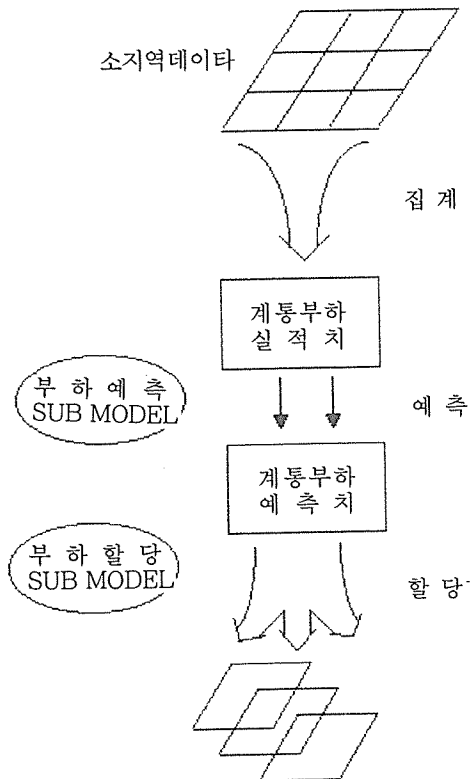 소지역데이타
집 계
계통부하
실 적 치
부 하 예 측
SUB MODEL
예 측
계통부하
예 측 치
부 하 할 당
SUB MODEL
할 당